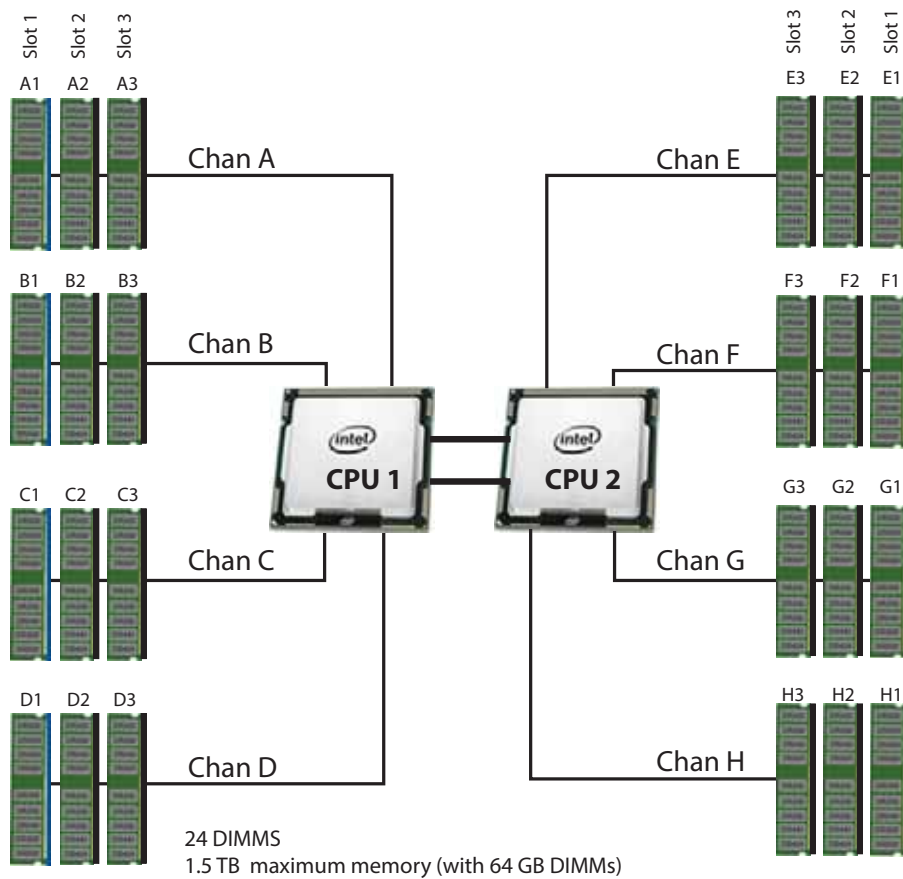 Slot 1 Slot 2 Slot 3
Slot 3 Slot 2 Slot 1
A1 A2 A3
E3 E2 E1
Chan A
Chan E
B1 B2 B3
F3 F2 F1
Chan B
Chan F
intel
CPU 1
intel
CPU 2
C1 C2 C3
G3 G2 G1
Chan C
Chan G
D1 D2 D3
H3 H2 H1
Chan D
Chan H
24 DIMMS
1.5 TB maximum memory (with 64 GB DIMMs)